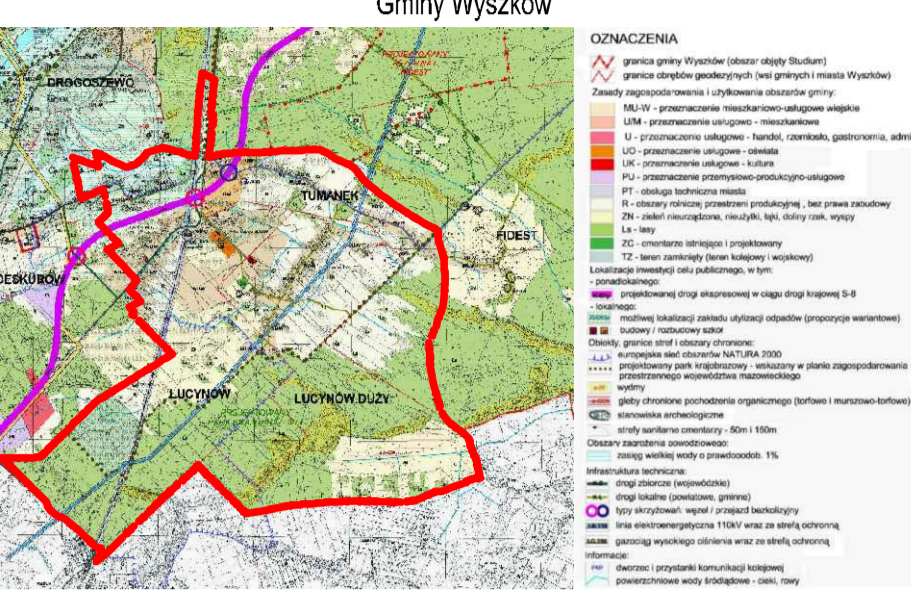 Gminy Wyszków
DROGOSZEWO
TUMANEK
FIDEST
DESKURÓW
LUCYNÓW
LUCYNÓW DUŻY
OZNACZENIA
granica gminy Wyszków (obszar objęty Studium)
granice obrębów geodezyjnych (wsi gminnych i miasta Wyszków)
Zasady zagospodarowania i użytkowania obszarów gminy:
MU-W - przeznaczenie mieszkaniowo-usługowe wiejskie
U/M - przeznaczenie usługowo - mieszkaniowe
U - przeznaczenie usługowe - handel, rzemiosło, gastronomia, admi
UO - przeznaczenie usługowe - oświata
UK - przeznaczenie usługowe - kultura
PU - przeznaczenie przemysłowo-produkcyjno-usługowe
PT - obsługa techniczna miasta
R - obszary rolniczej przestrzeni produkcyjnej , bez prawa zabudowy
ZN - zieleń nieurządzona, nieużytki, łąki, doliny rzek, wyspy
Ls - lasy
ZC - cmentarze istniejące i projektowany
TZ - teren zamknięty (teren kolejowy i wojskowy)
Lokalizacje inwestycji celu publicznego, w tym:
- ponadlokalnego:
projektowanej drogi ekspresowej w ciągu drogi krajowej S-8
- lokalnego:
możliwej lokalizacji zakładu utylizacji odpadów (propozycje wariantowe)
budowy / rozbudowy szkół
Obiekty, granice stref i obszary chronione:
europejska sieć obszarów NATURA 2000
projektowany park krajobrazowy - wskazany w planie zagospodarowania
przestrzennego województwa mazowieckiego
wydmy
gleby chronione pochodzenia organicznego (torfowo i murszowo-torfowe)
stanowiska archeologiczne
strefy sanitarne cmentarzy - 50m i 150m
Obszary zagrożenia powodziowego:
zasięg wielkiej wody o prawdopodob. 1%
Infrastruktura techniczna:
drogi zbiorcze (wojewódzkie)
drogi lokalne (powiatowe, gminne)
typy skrzyżowań: węzeł / przejazd bezkolizyjny
linia elektroenergetyczna 110kV wraz ze strefą ochronną
gazociąg wysokiego ciśnienia wraz ze strefą ochronną
Informacje:
dworzec i przystanki komunikacji kolejowej
powierzchniowe wody śródlądowe - cieki, rowy